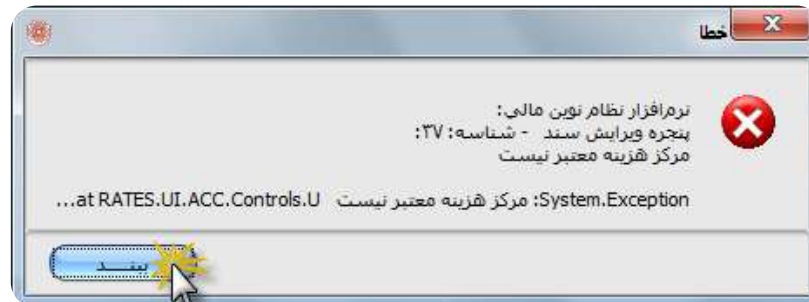 خطا
نرم‌افزار نظام نوین مالی:
پنجره ویرایش سند - شناسه: ۳۷:
مرکز هزینه معتبر نیست
System.Exception: مرکز هزینه معتبر نیست at RATES.UI.ACC.Controls.U...